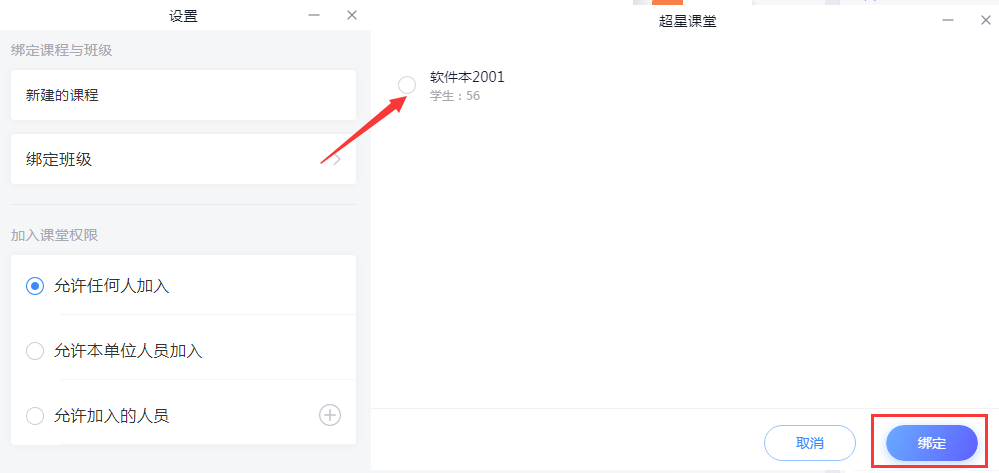 设置
绑定课程与班级
新建的课程
绑定班级
加入课堂权限
允许任何人加入
允许本单位人员加入
允许加入的人员
超星课堂
软件本2001
学生：56
取消
绑定